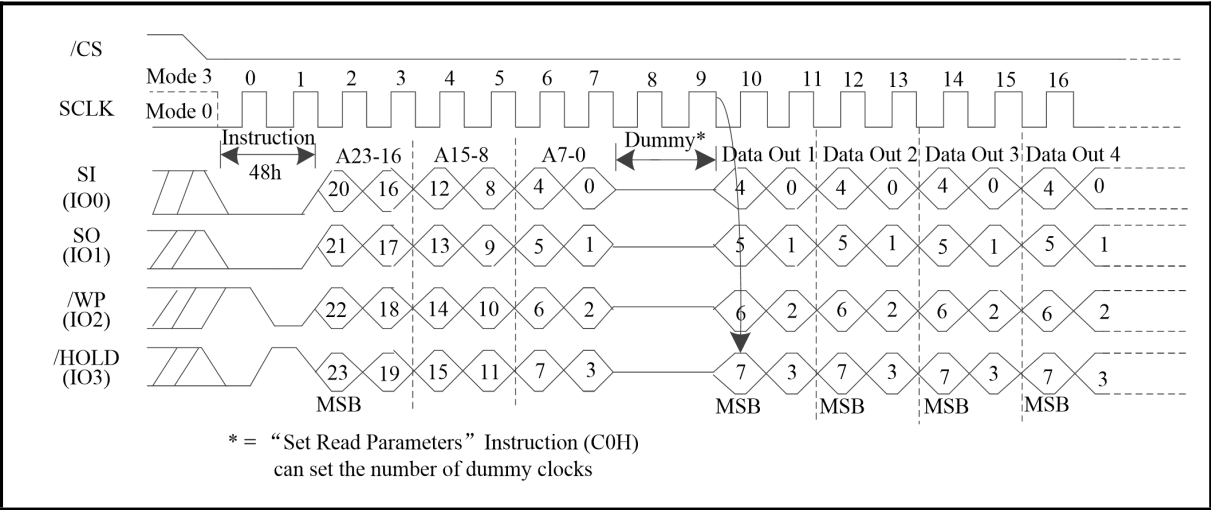 /CS
Mode 3 0 1 2 3 4 5 6 7 8 9 10 11 12 13 14 15 16
SCLK Mode 0
Instruction Dummy*
48h A23-16 A15-8 A7-0 Data Out 1 Data Out 2 Data Out 3 Data Out 4
SI
(IO0) 20 16 12 8 4 0 4 0 4 0 4 0 4 0
SO
(IO1) 21 17 13 9 5 1 5 1 5 1 5 1 5 1
/WP
(IO2) 22 18 14 10 6 2 6 2 6 2 6 2 6 2
/HOLD
(IO3) 23 19 15 11 7 3 7 3 7 3 7 3 7 3
MSB MSB MSB MSB MSB
* = “Set Read Parameters” Instruction (C0H)
can set the number of dummy clocks